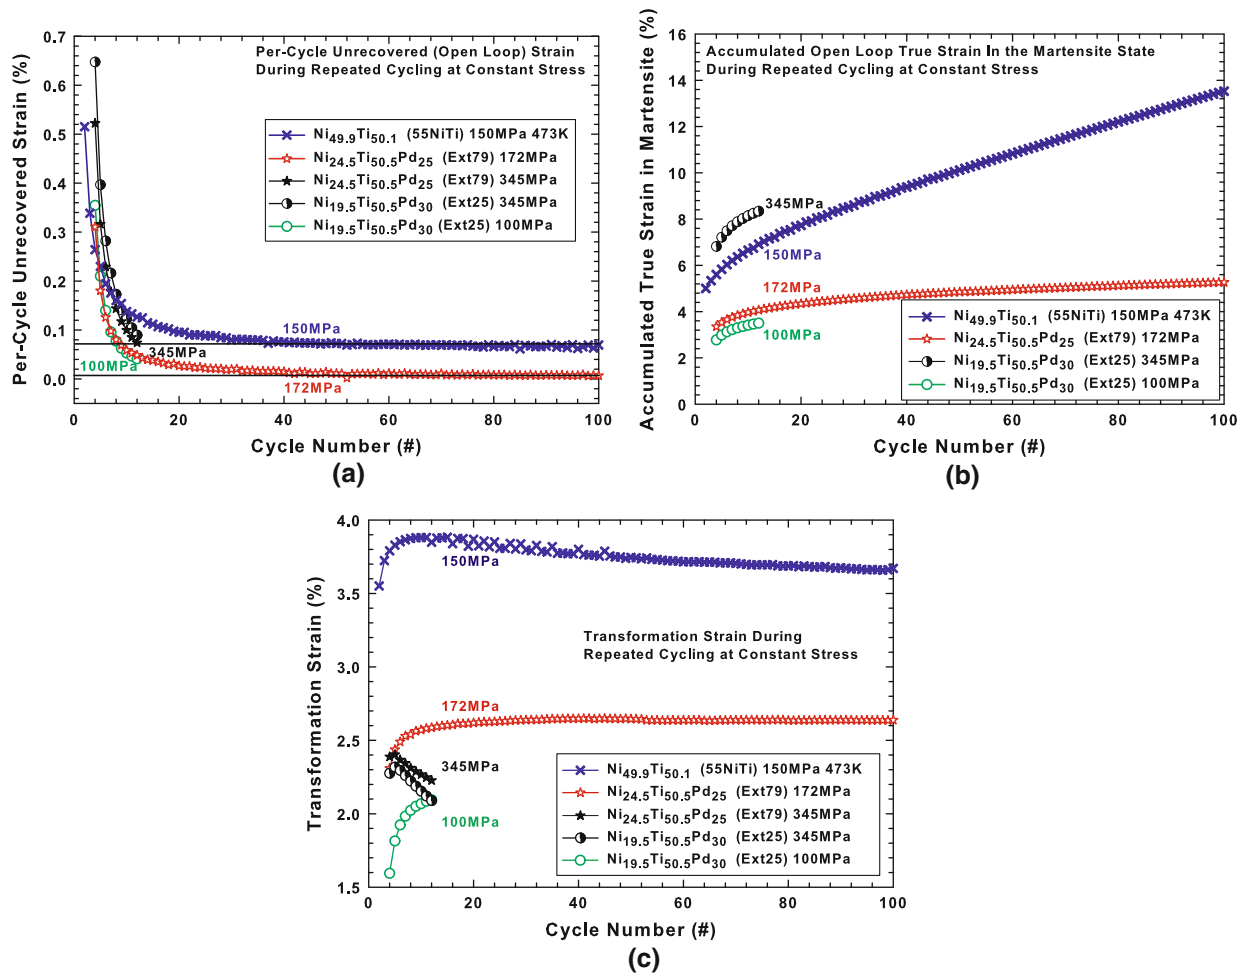 Per-Cycle Unrecovered Strain (%)
0.7
0.6
0.5
0.4
0.3
0.2
0.1
0.0
Per-Cycle Unrecovered (Open Loop) Strain
During Repeated Cycling at Constant Stress
Ni49.9Ti50.1 (55NiTi) 150MPa 473K
Ni24.5Ti50.5Pd25 (Ext79) 172MPa
Ni24.5Ti50.5Pd25 (Ext79) 345MPa
Ni19.5Ti50.5Pd30 (Ext25) 345MPa
Ni19.5Ti50.5Pd30 (Ext25) 100MPa
150MPa
345MPa
100MPa
172MPa
0 20 40 60 80 100
Cycle Number (#)
(a)
Accumulated True Strain in Martensite (%)
16
14
12
10
8
6
4
2
0
Accumulated Open Loop True Strain In the Martensite State
During Repeated Cycling at Constant Stress
345MPa
150MPa
172MPa
100MPa
Ni49.9Ti50.1 (55NiTi) 150MPa 473K
Ni24.5Ti50.5Pd25 (Ext79) 172MPa
Ni19.5Ti50.5Pd30 (Ext25) 345MPa
Ni19.5Ti50.5Pd30 (Ext25) 100MPa
0 20 40 60 80 100
Cycle Number (#)
(b)
Transformation Strain (%)
4.0
3.5
3.0
2.5
2.0
1.5
150MPa
Transformation Strain During
Repeated Cycling at Constant Stress
172MPa
345MPa
100MPa
Ni49.9Ti50.1 (55NiTi) 150MPa 473K
Ni24.5Ti50.5Pd25 (Ext79) 172MPa
Ni24.5Ti50.5Pd25 (Ext79) 345MPa
Ni19.5Ti50.5Pd30 (Ext25) 345MPa
Ni19.5Ti50.5Pd30 (Ext25) 100MPa
0 20 40 60 80 100
Cycle Number (#)
(c)